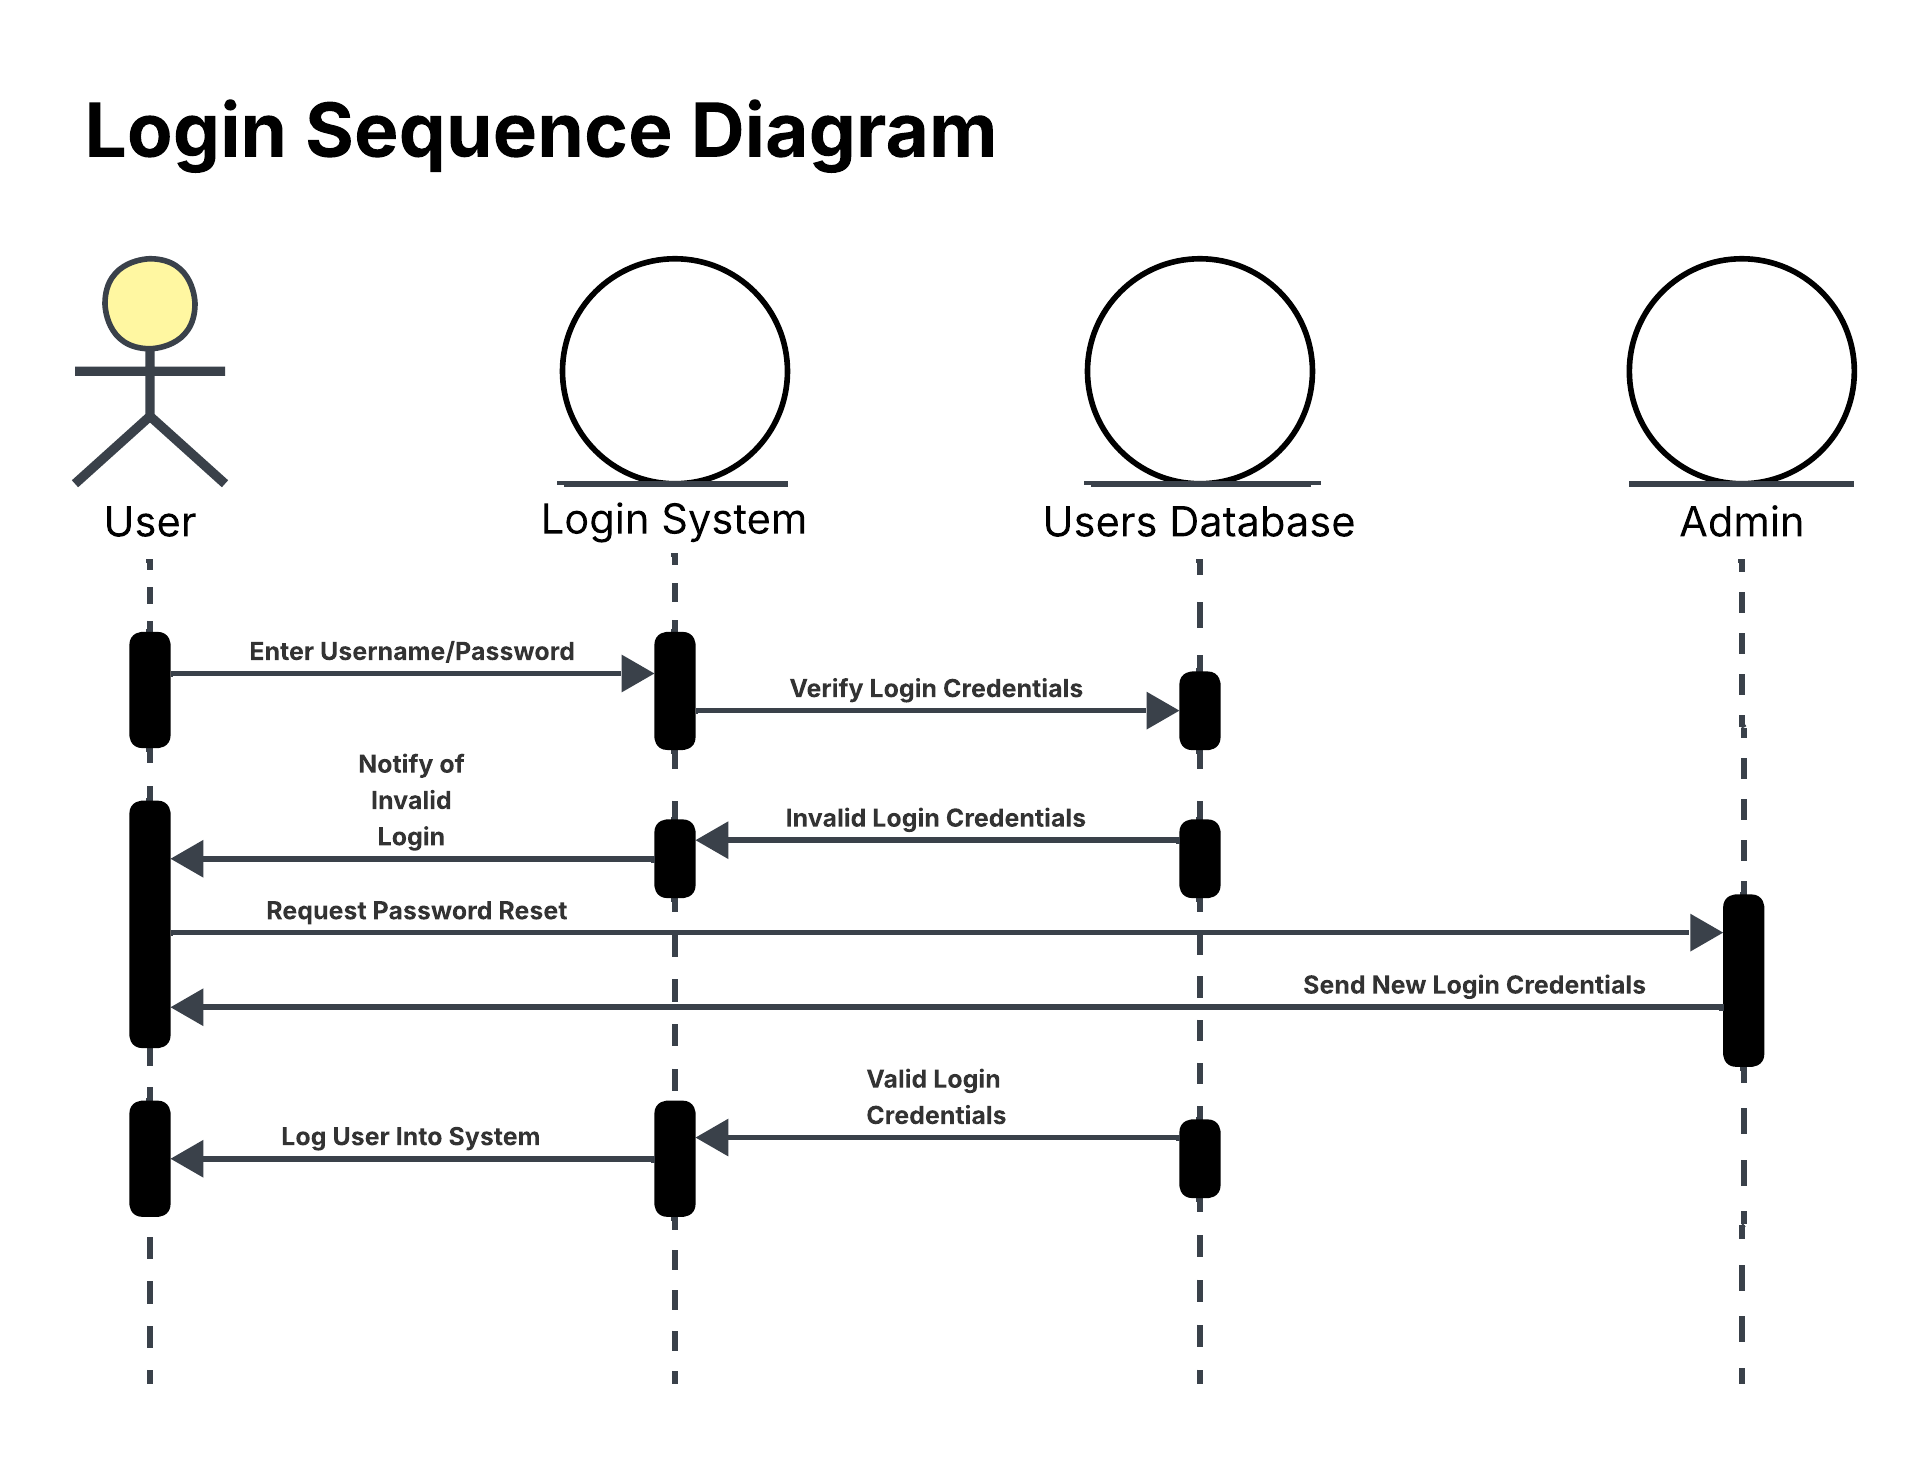 Login Sequence Diagram
User
Login System
Users Database
Admin
Enter Username/Password
Verify Login Credentials
Notify of
Invalid
Login
Invalid Login Credentials
Request Password Reset
Send New Login Credentials
Valid Login
Credentials
Log User Into System